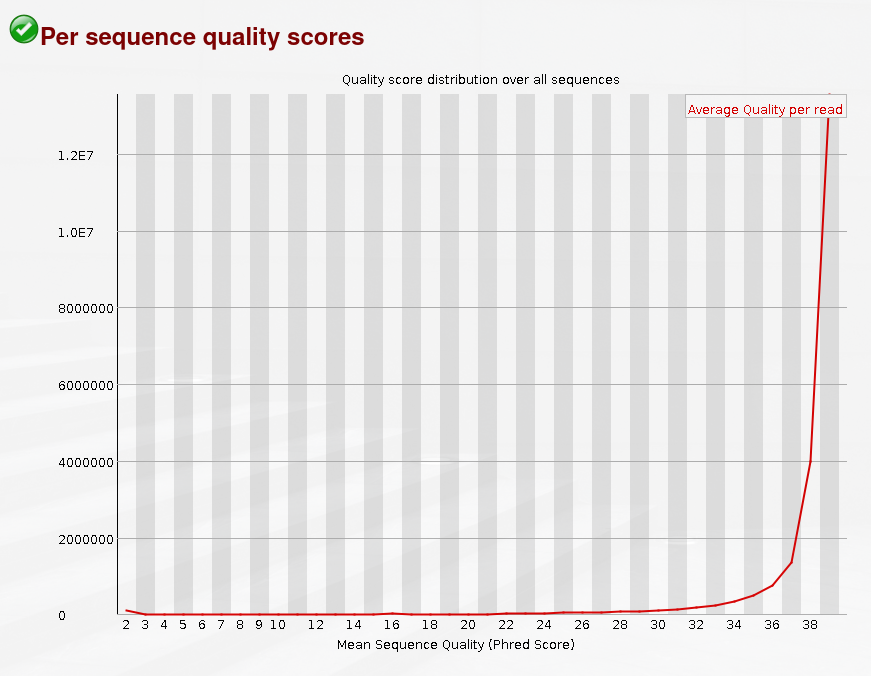 Per sequence quality scores
Quality score distribution over all sequences
Average Quality per read
1.2E7
1.0E7
8000000
6000000
4000000
2000000
0
2 3 4 5 6 7 8 9 10 12 14 16 18 20 22 24 26 28 30 32 34 36 38
Mean Sequence Quality (Phred Score)